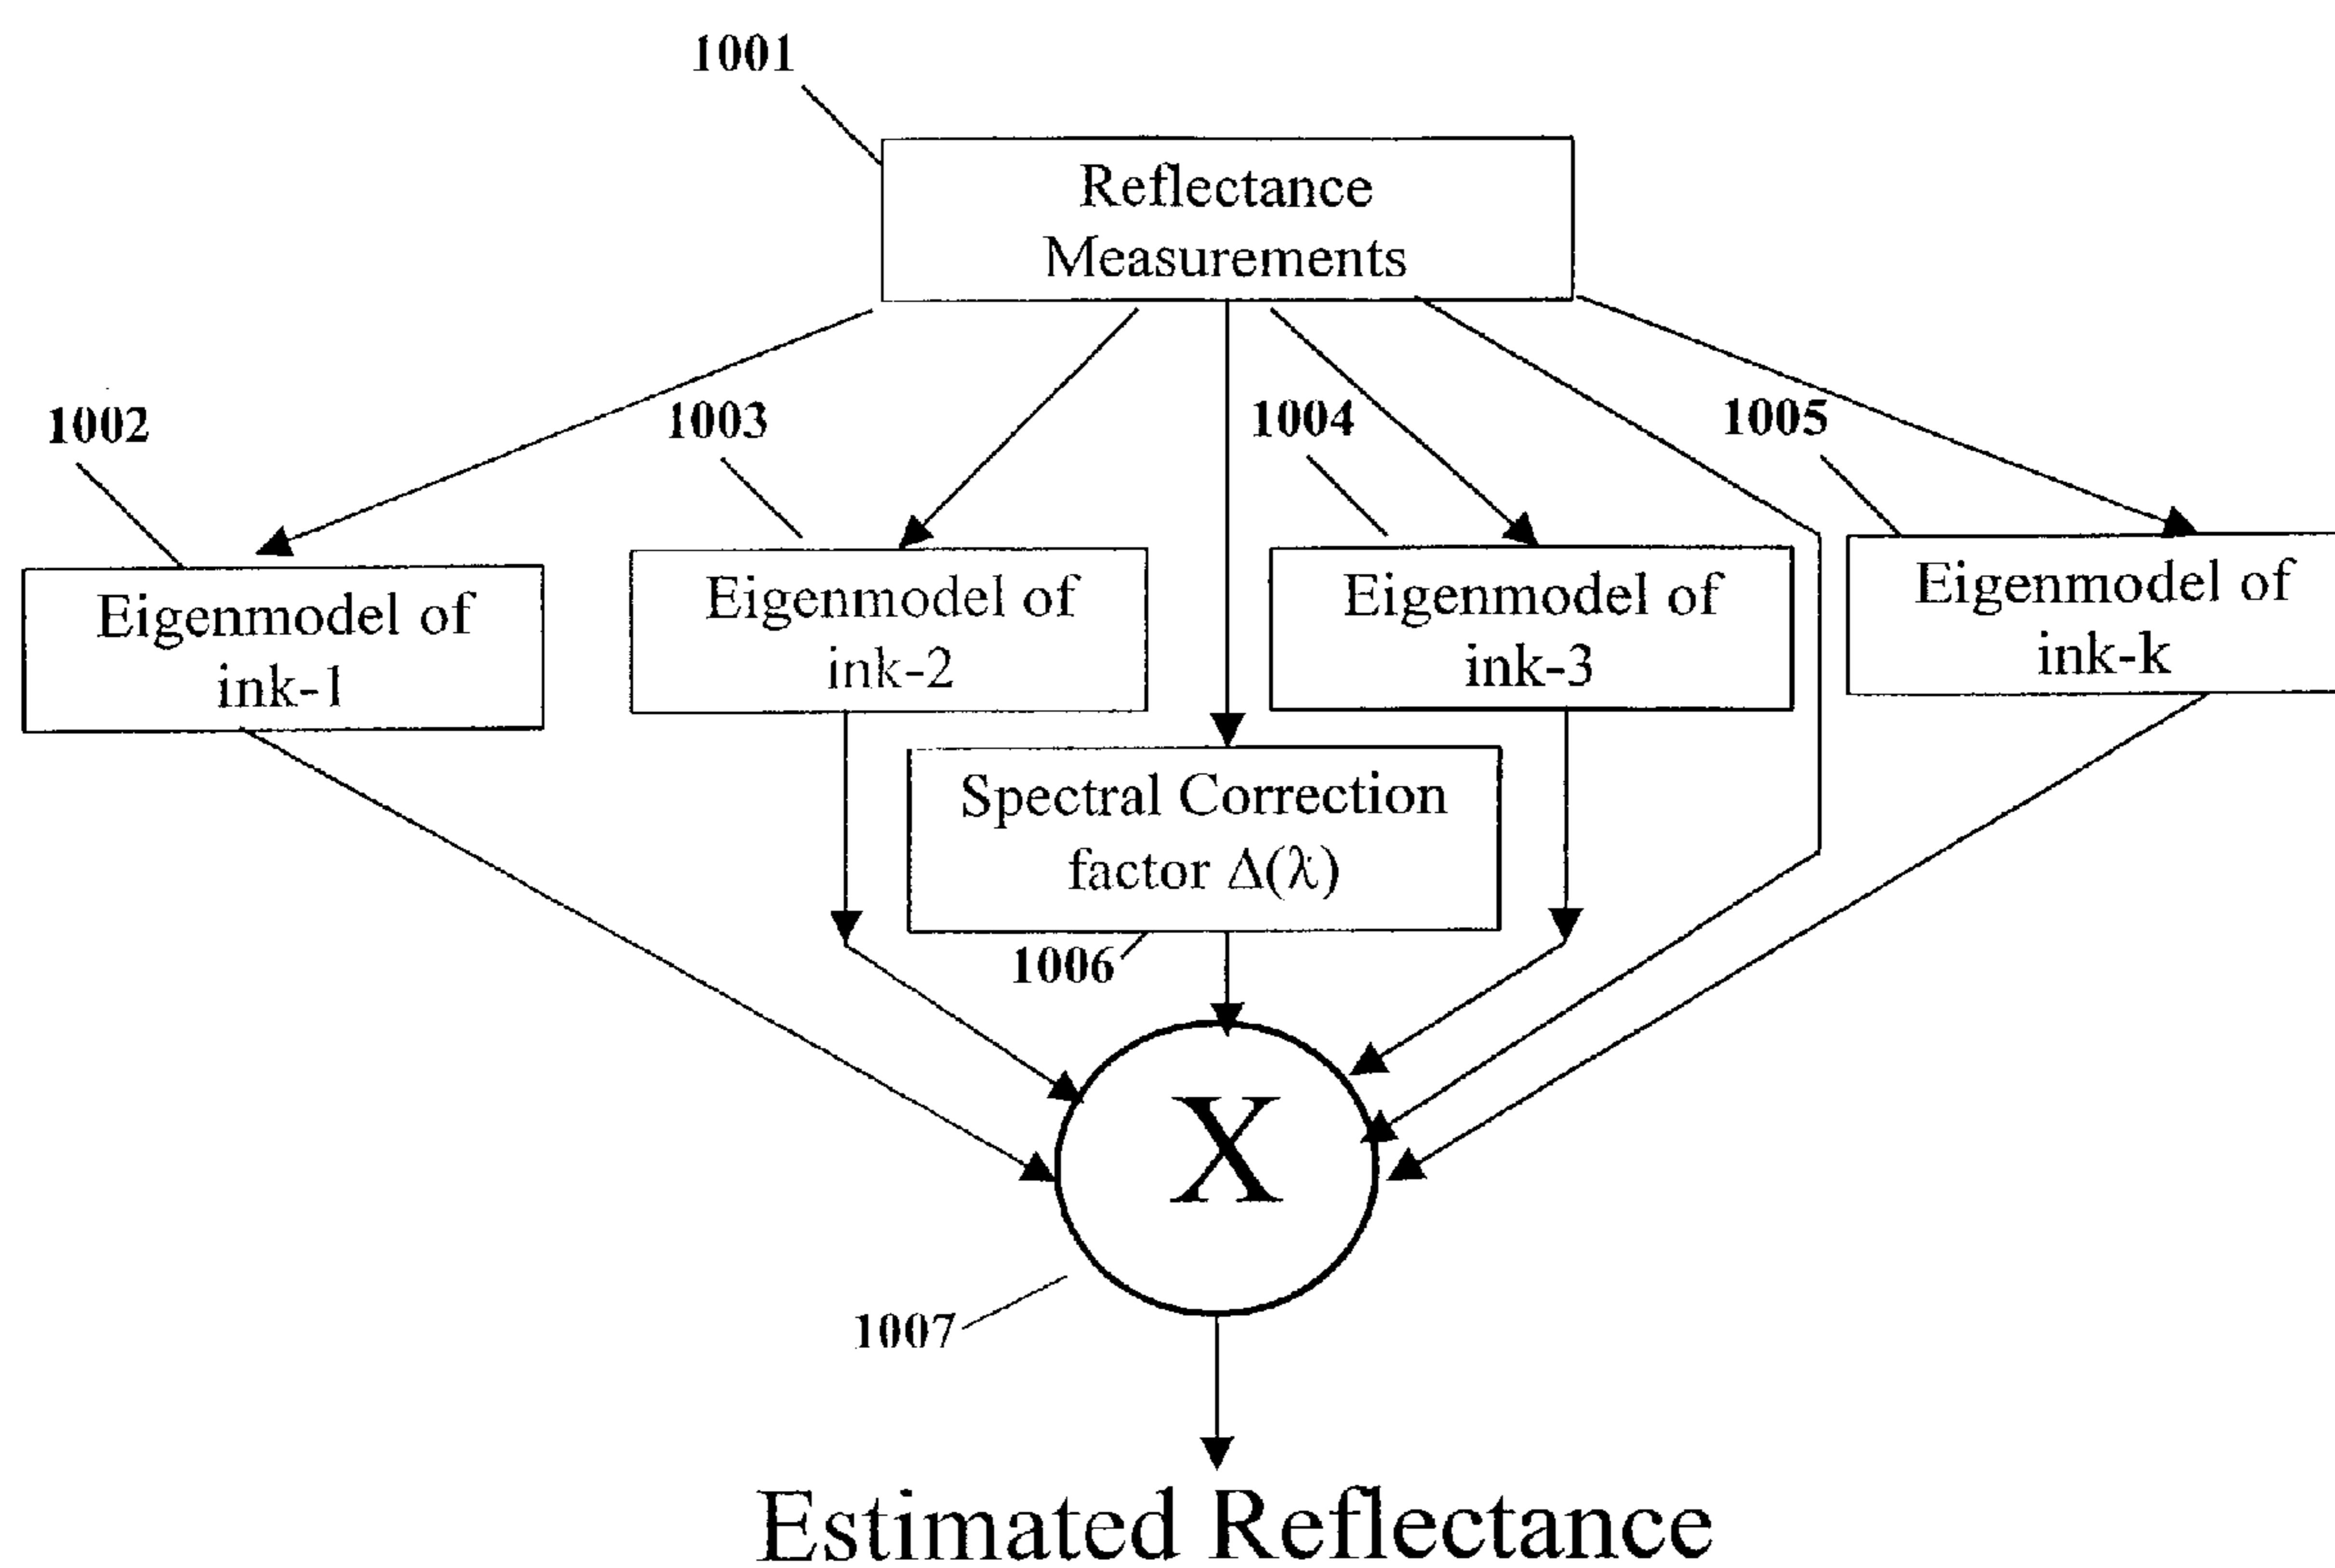 1001
Reflectance
Measurements
1002
1003
1004
1005
Eigenmodel of
ink-1
Eigenmodel of
ink-2
Eigenmodel of
ink-3
Eigenmodel of
ink-k
Spectral Correction
factor Δ(λ)
1006
X
1007
Estimated Reflectance